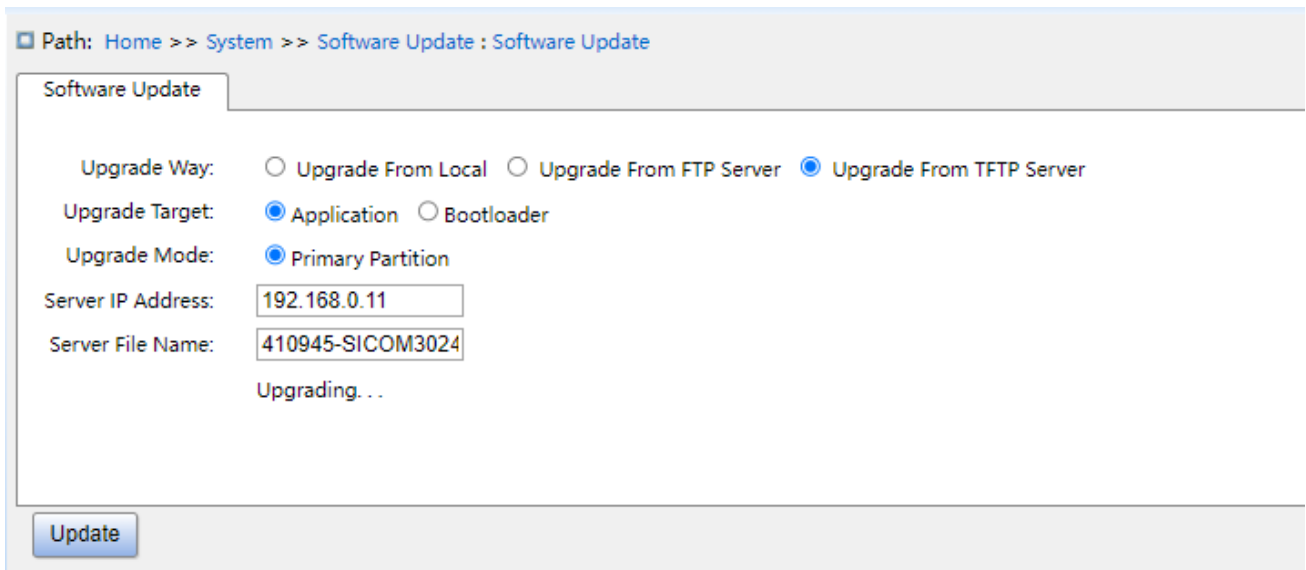 Path: Home >> System >> Software Update : Software Update
Software Update
Upgrade Way: Upgrade From Local Upgrade From FTP Server Upgrade From TFTP Server
Upgrade Target: Application Bootloader
Upgrade Mode: Primary Partition
Server IP Address: 192.168.0.11
Server File Name: 410945-SICOM3024
Upgrading. . .
Update